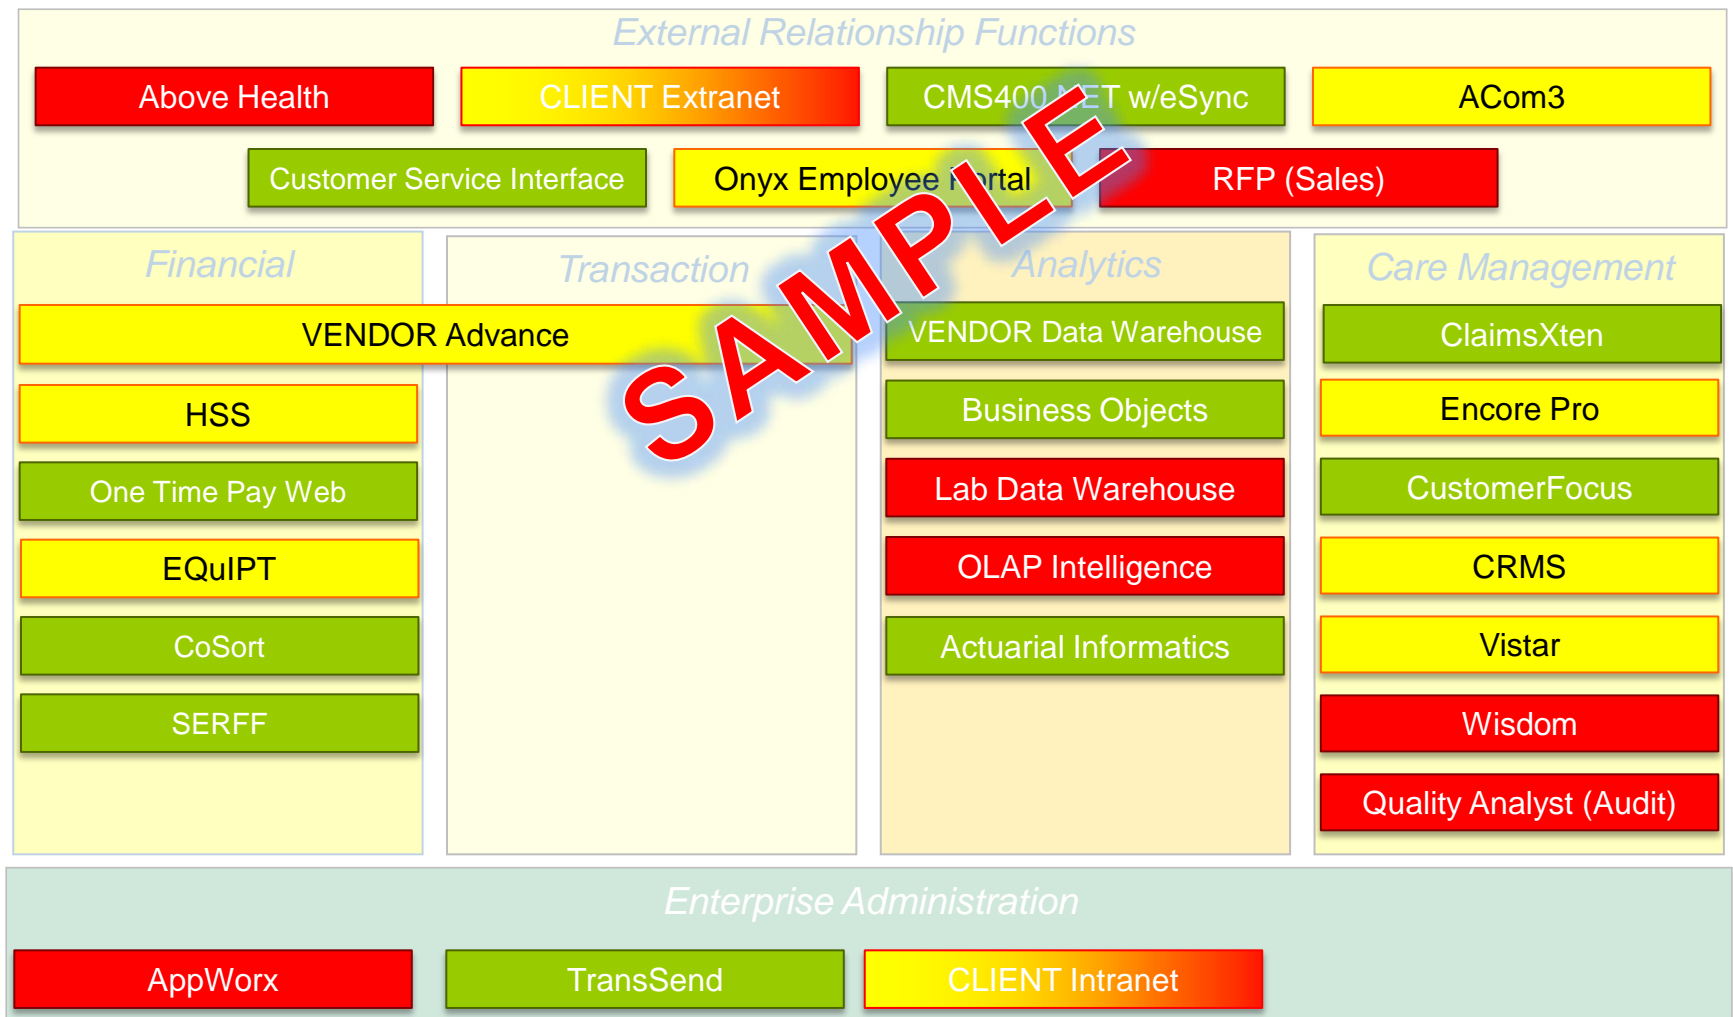 External Relationship Functions
Above Health
CLIENT Extranet
CMS400.NET w/eSync
ACom3
Customer Service Interface
Onyx Employee Portal
RFP (Sales)
Financial
Transaction
Analytics
Care Management
VENDOR Advance
VENDOR Data Warehouse
ClaimsXten
HSS
Business Objects
Encore Pro
One Time Pay Web
Lab Data Warehouse
CustomerFocus
EQuIPT
OLAP Intelligence
CRMS
CoSort
Actuarial Informatics
Vistar
SERFF
Wisdom
Quality Analyst (Audit)
SAMPLE
Enterprise Administration
AppWorx
TransSend
CLIENT Intranet